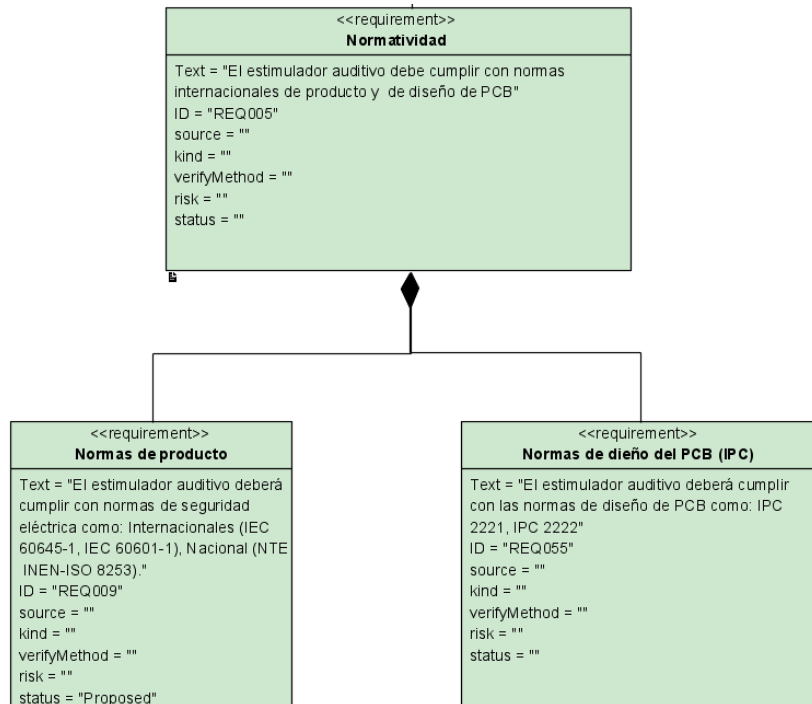 <<requirement>>
Normatividad
Text = "El estimulador auditivo debe cumplir con normas
internacionales de producto y  de diseño de PCB"
ID = "REQ005"
source = ""
kind = ""
verifyMethod = ""
risk = ""
status = ""
<<requirement>>
Normas de producto
Text = "El estimulador auditivo deberá
cumplir con normas de seguridad
eléctrica como: Internacionales (IEC
60645-1, IEC 60601-1), Nacional (NTE
INEN-ISO 8253)."
ID = "REQ009"
source = ""
kind = ""
verifyMethod = ""
risk = ""
status = "Proposed"
<<requirement>>
Normas de dieño del PCB (IPC)
Text = "El estimulador auditivo deberá cumplir
con las normas de diseño de PCB como: IPC
2221, IPC 2222"
ID = "REQ055"
source = ""
kind = ""
verifyMethod = ""
risk = ""
status = ""